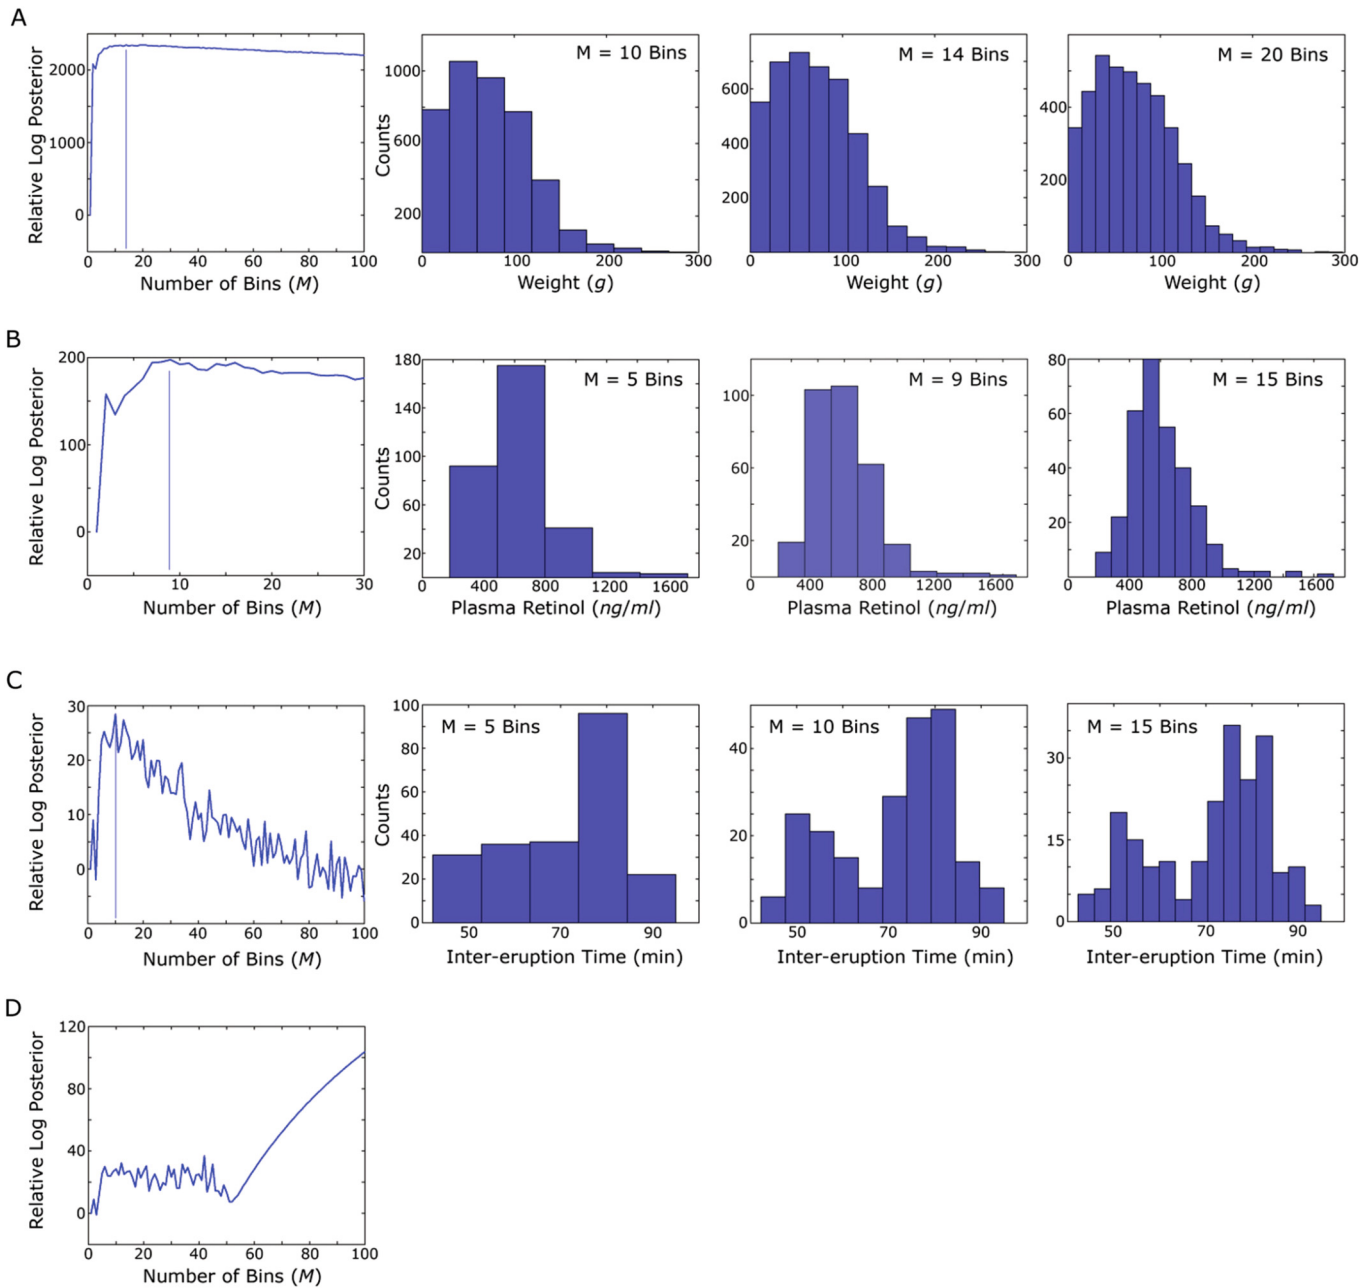 A
Relative Log Posterior
2000
1000
0
0 20 40 60 80 100
Number of Bins (M)
M = 10 Bins
Counts
1000
600
200
0 100 200 300
Weight (g)
M = 14 Bins
600
400
200
0 100 200 300
Weight (g)
M = 20 Bins
400
200
0 100 200 300
Weight (g)
B
Relative Log Posterior
200
100
0
0 10 20 30
Number of Bins (M)
M = 5 Bins
Counts
180
140
100
60
20
400 800 1200 1600
Plasma Retinol (ng/ml)
M = 9 Bins
100
60
20
0 400 800 1200 1600
Plasma Retinol (ng/ml)
M = 15 Bins
80
60
40
20
0 400 800 1200 1600
Plasma Retinol (ng/ml)
C
Relative Log Posterior
30
20
10
0
0 20 40 60 80 100
Number of Bins (M)
M = 5 Bins
Counts
100
80
60
40
20
0
50 70 90
Inter-eruption Time (min)
M = 10 Bins
40
20
0
50 70 90
Inter-eruption Time (min)
M = 15 Bins
30
15
0
50 70 90
Inter-eruption Time (min)
D
Relative Log Posterior
120
80
40
0
0 20 40 60 80 100
Number of Bins (M)